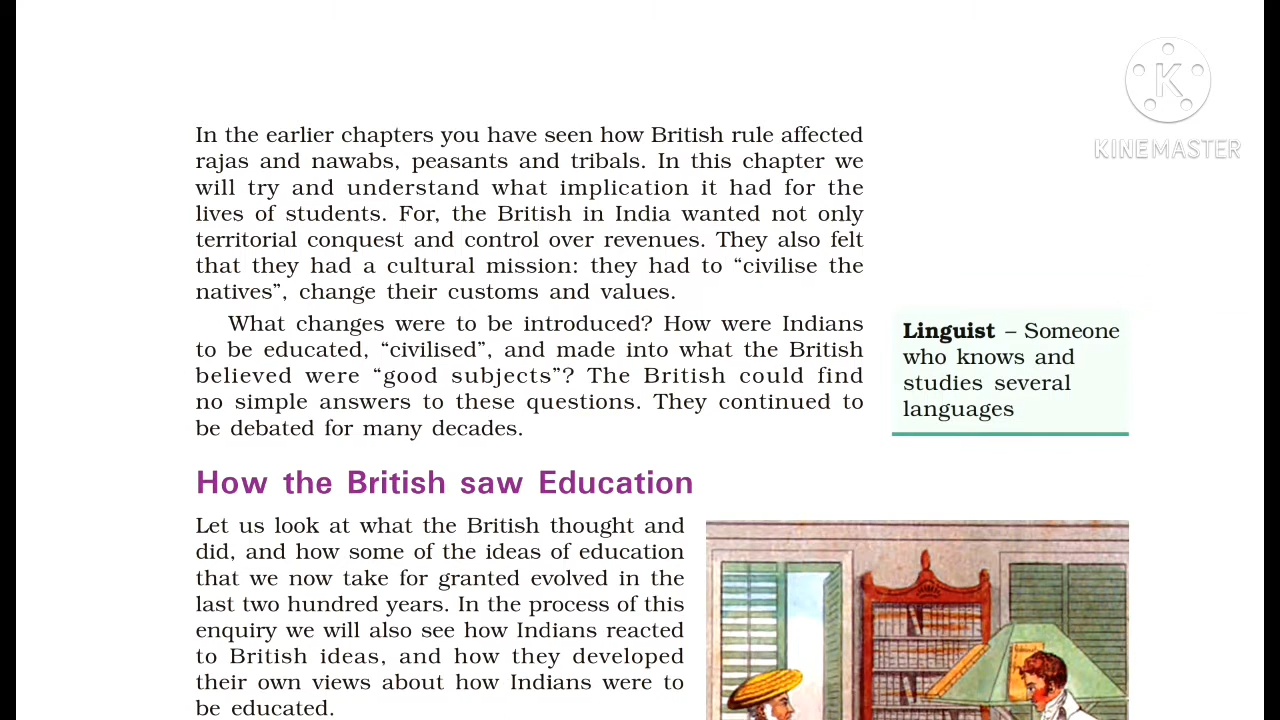 K
KINEMASTER
In the earlier chapters you have seen how British rule affected
rajas and nawabs, peasants and tribals. In this chapter we
will try and understand what implication it had for the
lives of students. For, the British in India wanted not only
territorial conquest and control over revenues. They also felt
that they had a cultural mission: they had to “civilise the
natives”, change their customs and values.
What changes were to be introduced? How were Indians
to be educated, “civilised”, and made into what the British
believed were “good subjects”? The British could find
no simple answers to these questions. They continued to
be debated for many decades.
Linguist – Someone
who knows and
studies several
languages
How the British saw Education
Let us look at what the British thought and
did, and how some of the ideas of education
that we now take for granted evolved in the
last two hundred years. In the process of this
enquiry we will also see how Indians reacted
to British ideas, and how they developed
their own views about how Indians were to
be educated.